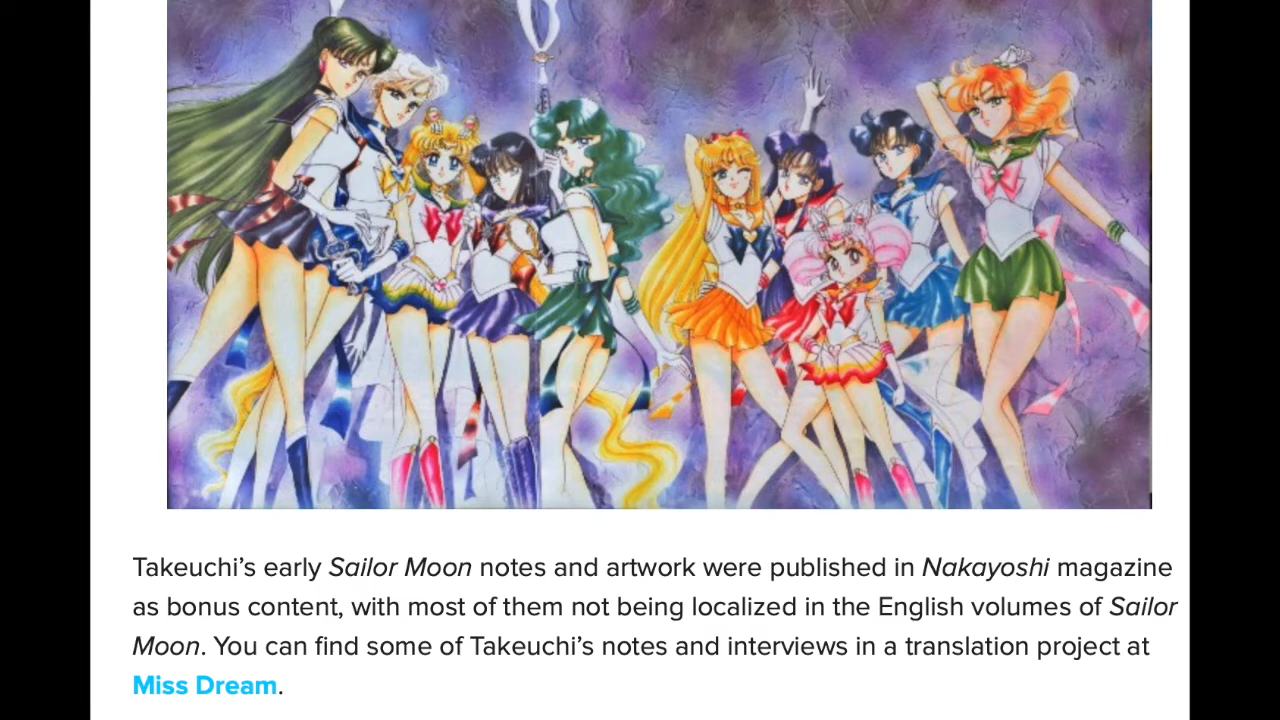 Takeuchi’s early Sailor Moon notes and artwork were published in Nakayoshi magazine
as bonus content, with most of them not being localized in the English volumes of Sailor
Moon. You can find some of Takeuchi’s notes and interviews in a translation project at
Miss Dream.